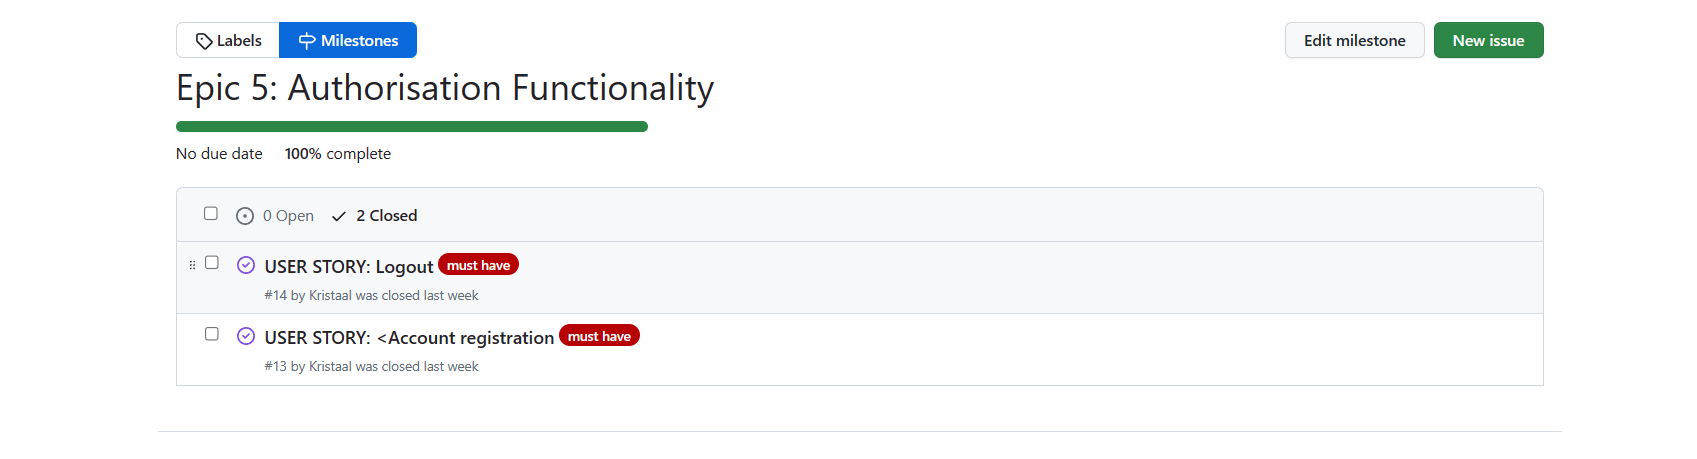 Labels Milestones Edit milestone New issue
Epic 5: Authorisation Functionality
No due date 100% complete
0 Open 2 Closed
USER STORY: Logout must have
#14 by Kristaal was closed last week
USER STORY: <Account registration must have
#13 by Kristaal was closed last week